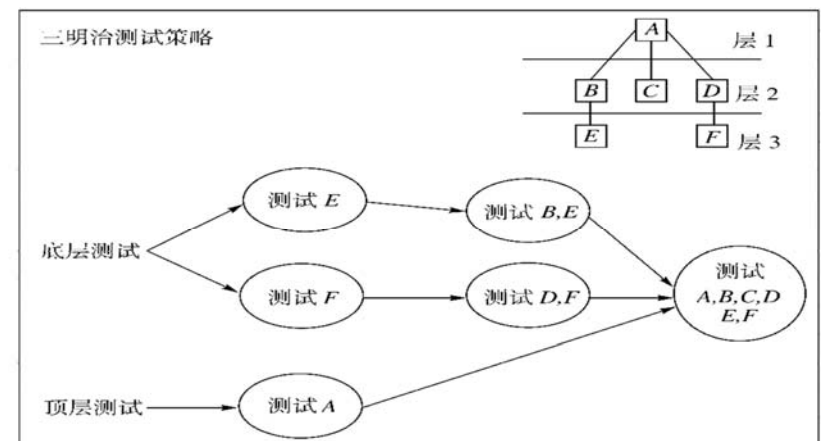 三明治测试策略
A
层 1
B
C
D
层 2
E
F
层 3
测试 E
测试 B,E
底层测试
测试 F
测试 D,F
测试
A,B,C,D
E,F
顶层测试
测试 A